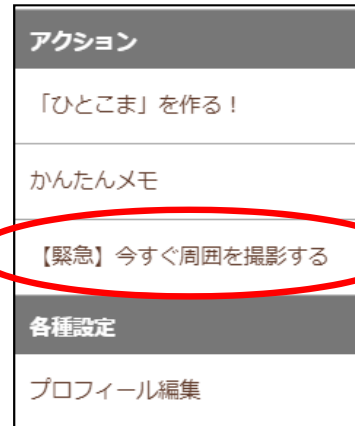 アクション
「ひとこま」を作る！
かんたんメモ
【緊急】今すぐ周囲を撮影する
各種設定
プロフィール編集